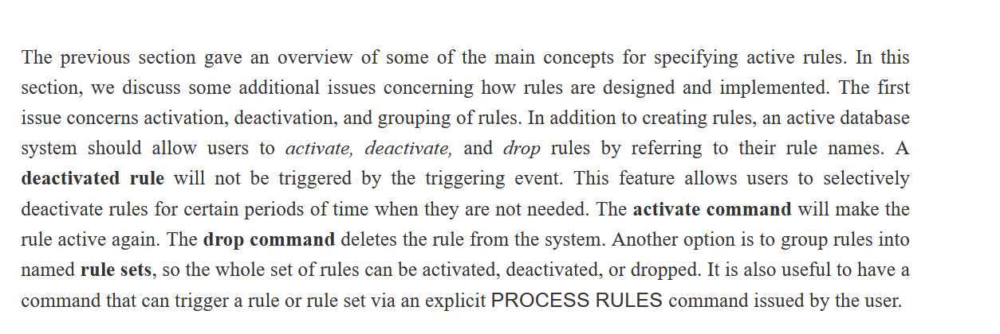 The previous section gave an overview of some of the main concepts for specifying active rules. In this
section, we discuss some additional issues concerning how rules are designed and implemented. The first
issue concerns activation, deactivation, and grouping of rules. In addition to creating rules, an active database
system should allow users to activate, deactivate, and drop rules by referring to their rule names. A
deactivated rule will not be triggered by the triggering event. This feature allows users to selectively
deactivate rules for certain periods of time when they are not needed. The activate command will make the
rule active again. The drop command deletes the rule from the system. Another option is to group rules into
named rule sets, so the whole set of rules can be activated, deactivated, or dropped. It is also useful to have a
command that can trigger a rule or rule set via an explicit PROCESS RULES command issued by the user.